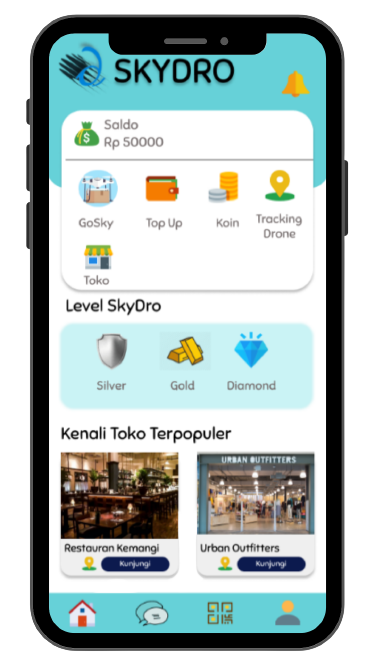 SKYDRO
Saldo
Rp 50000
GoSky
Top Up
Koin
Tracking
Drone
Toko
Level SkyDro
Silver
Gold
Diamond
Kenali Toko Terpopuler
URBAN OUTFITTERS
Restauran Kemangi
Kunjungi
Urban Outfitters
Kunjungi